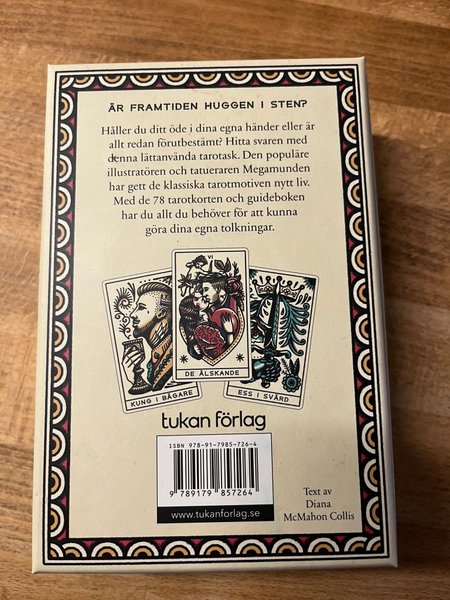 ÄR FRAMTIDEN HUGGEN I STEN?
Håller du ditt öde i dina egna händer eller är
allt redan förutbestämt? Hitta svaren med
denna lättanvända tarotask. Den populäre
illustratören och tatueraren Megamunden
har gett de klassiska tarotmotiven nytt liv.
Med de 78 tarotkorten och guideboken
har du allt du behöver för att kunna
göra dina egna tolkningar.
VI
DE ÄLSKANDE
KUNG I BÄGARE
ESS I SVÄRD
tukan förlag
ISBN 978-91-7985-726-4
9 789179 857264
www.tukanforlag.se
Text av
Diana
McMahon Collis